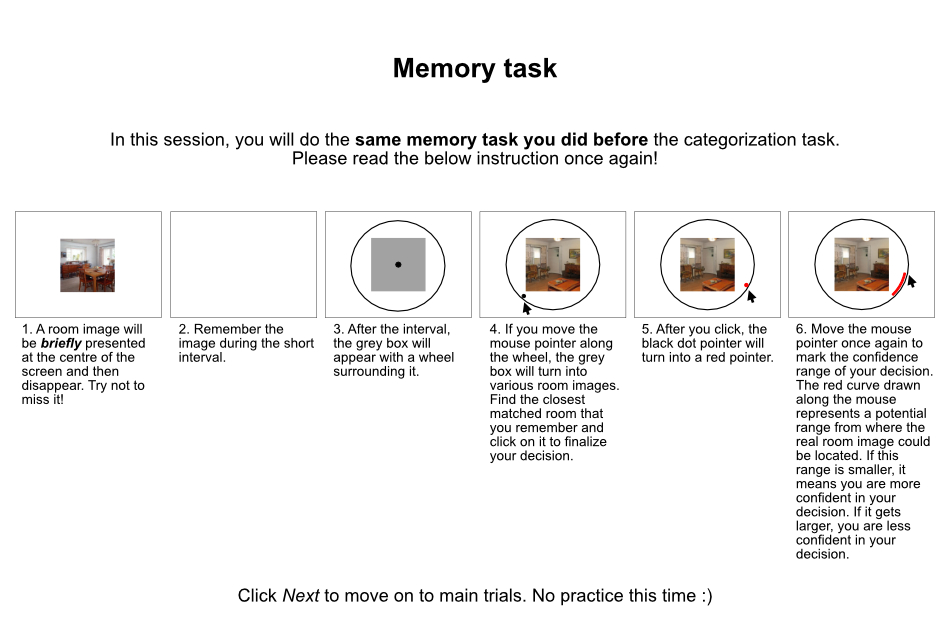 Memory task
In this session, you will do the same memory task you did before the categorization task.
Please read the below instruction once again!
1. A room image will
be briefly presented
at the centre of the
screen and then
disappear. Try not to
miss it!
2. Remember the
image during the short
interval.
3. After the interval,
the grey box will
appear with a wheel
surrounding it.
4. If you move the
mouse pointer along
the wheel, the grey
box will turn into
various room images.
Find the closest
matched room that
you remember and
click on it to finalize
your decision.
5. After you click, the
black dot pointer will
turn into a red pointer.
6. Move the mouse
pointer once again to
mark the confidence
range of your decision.
The red curve drawn
along the mouse
represents a potential
range from where the
real room image could
be located. If this
range is smaller, it
means you are more
confident in your
decision. If it gets
larger, you are less
confident in your
decision.
Click Next to move on to main trials. No practice this time :)